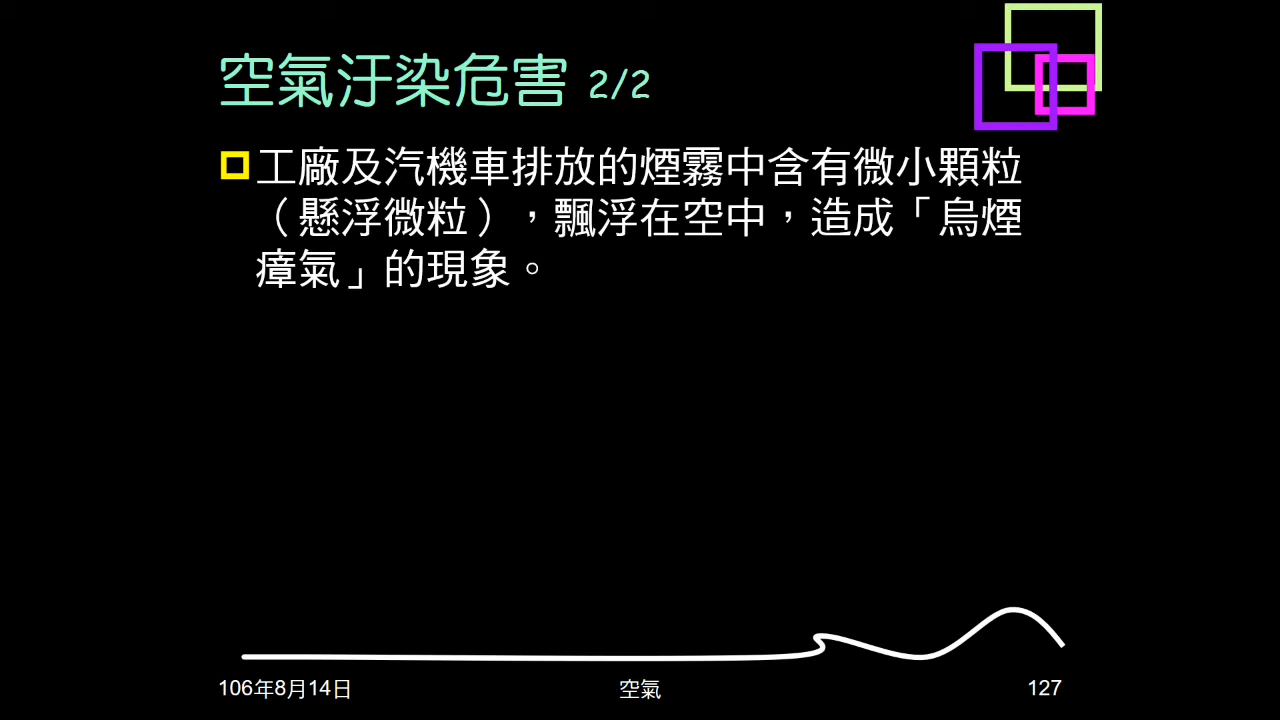 空氣汙染危害 2/2
工廠及汽機車排放的煙霧中含有微小顆粒
（懸浮微粒），飄浮在空中，造成「烏煙
瘴氣」的現象。
106年8月14日
空氣
127